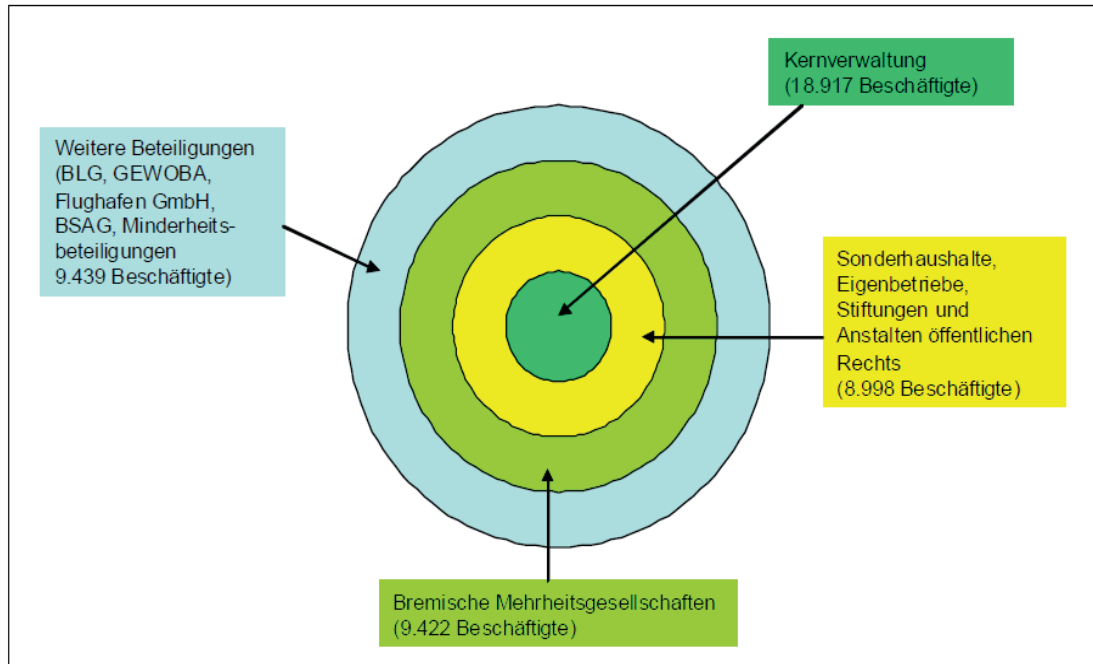 Kernverwaltung
(18.917 Beschäftigte)
Weitere Beteiligungen
(BLG, GEWOBA,
Flughafen GmbH,
BSAG, Minderheits-
beteiligungen
9.439 Beschäftigte)
Sonderhaushalte,
Eigenbetriebe,
Stiftungen und
Anstalten öffentlichen
Rechts
(8.998 Beschäftigte)
Bremische Mehrheitsgesellschaften
(9.422 Beschäftigte)